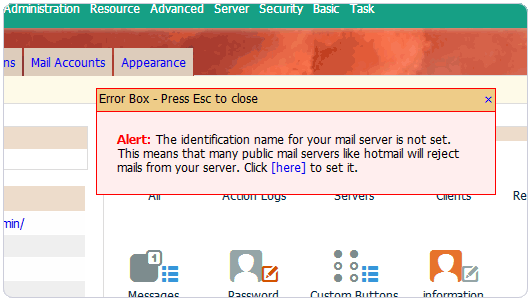 Administration Resource Advanced Server Security Basic Task
ns Mail Accounts Appearance
Error Box - Press Esc to close ×
Alert: The identification name for your mail server is not set.
This means that many public mail servers like hotmail will reject
mails from your server. Click [here] to set it.
All Action Logs Servers Clients Re
min/
1
Messages Password Custom Buttons information